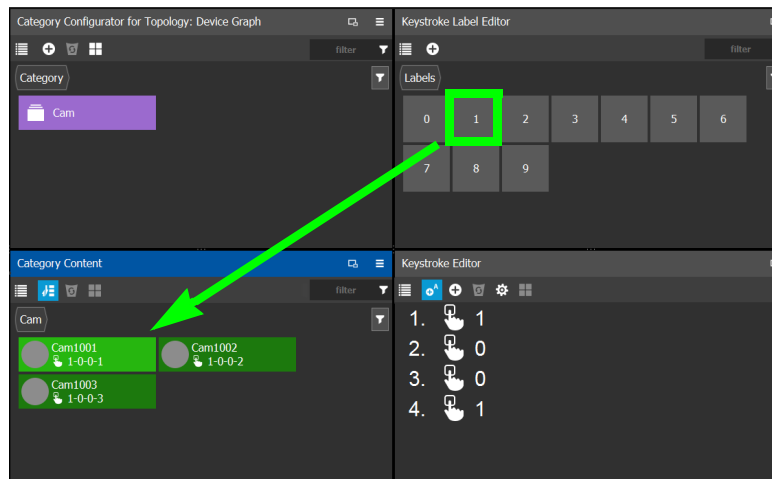 Category Configurator for Topology: Device Graph
filter
Category
Cam
Keystroke Label Editor
filter
Labels
0 1 2 3 4 5 6
7 8 9
Category Content
filter
Cam
Cam1001
1-0-0-1
Cam1002
1-0-0-2
Cam1003
1-0-0-3
Keystroke Editor
1. 1
2. 0
3. 0
4. 1